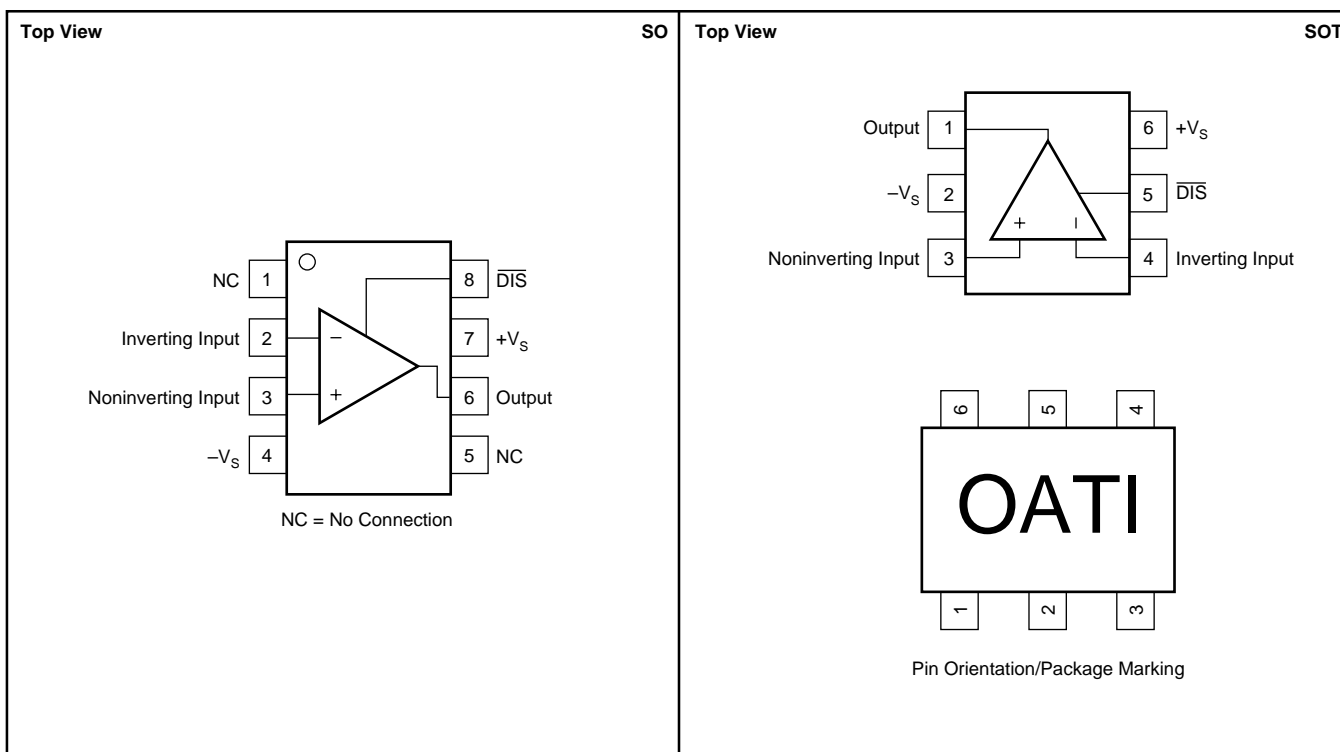 Top View SO
NC 1
8 DIS
Inverting Input 2 −
7 +VS
Noninverting Input 3 +
6 Output
−VS 4
5 NC
NC = No Connection
Top View SOT
Output 1
6 +VS
−VS 2
5 DIS
+ −
Noninverting Input 3
4 Inverting Input
6 5 4
OATI
1 2 3
Pin Orientation/Package Marking